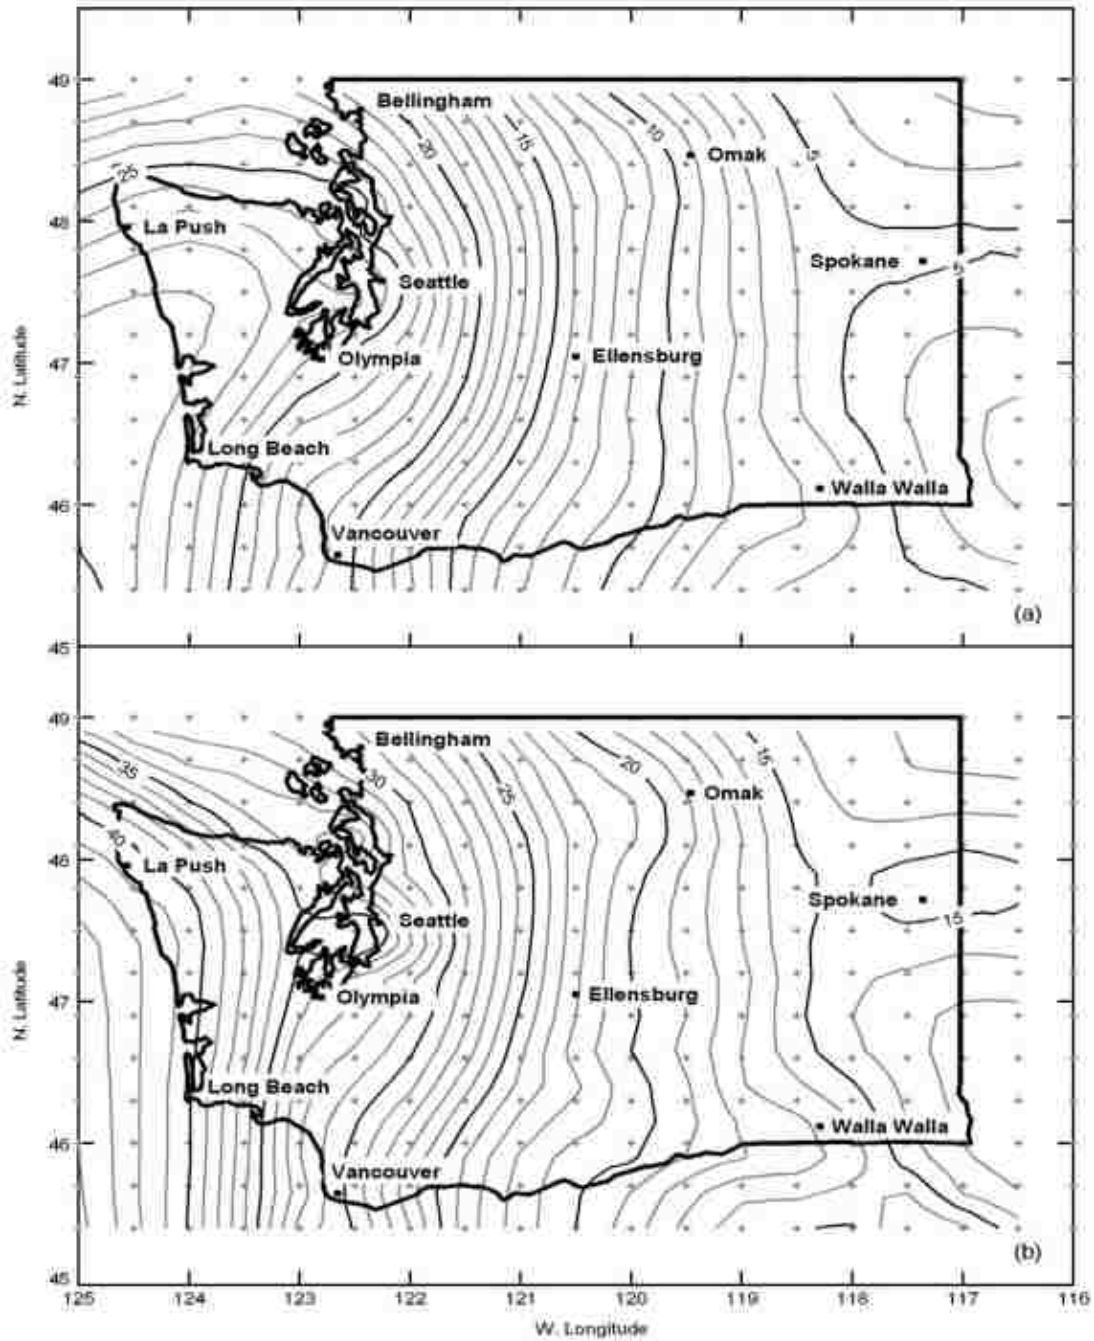 49
Bellingham
20
15
10
Omak
5
20
48
La Push
Spokane
5
Seattle
N. Latitude
47
Olympia
Ellensburg
Long Beach
46
Walla Walla
Vancouver
(a)
45
49
Bellingham
35
30
25
20
15
Omak
40
48
La Push
Spokane
15
Seattle
N. Latitude
47
Olympia
Ellensburg
Long Beach
46
Walla Walla
Vancouver
(b)
45
125 124 123 122 121 120 119 118 117 116
W. Longitude